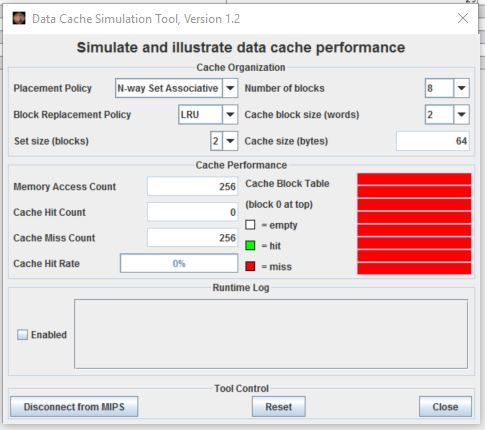 Data Cache Simulation Tool, Version 1.2
Simulate and illustrate data cache performance
Cache Organization
Placement Policy N-way Set Associative Number of blocks 8
Block Replacement Policy LRU Cache block size (words) 2
Set size (blocks) 2 Cache size (bytes) 64
Cache Performance
Memory Access Count 256 Cache Block Table
(block 0 at top)
Cache Hit Count 0
= empty
Cache Miss Count 256
= hit
Cache Hit Rate 0%
= miss
Runtime Log
Enabled
Tool Control
Disconnect from MIPS Reset Close